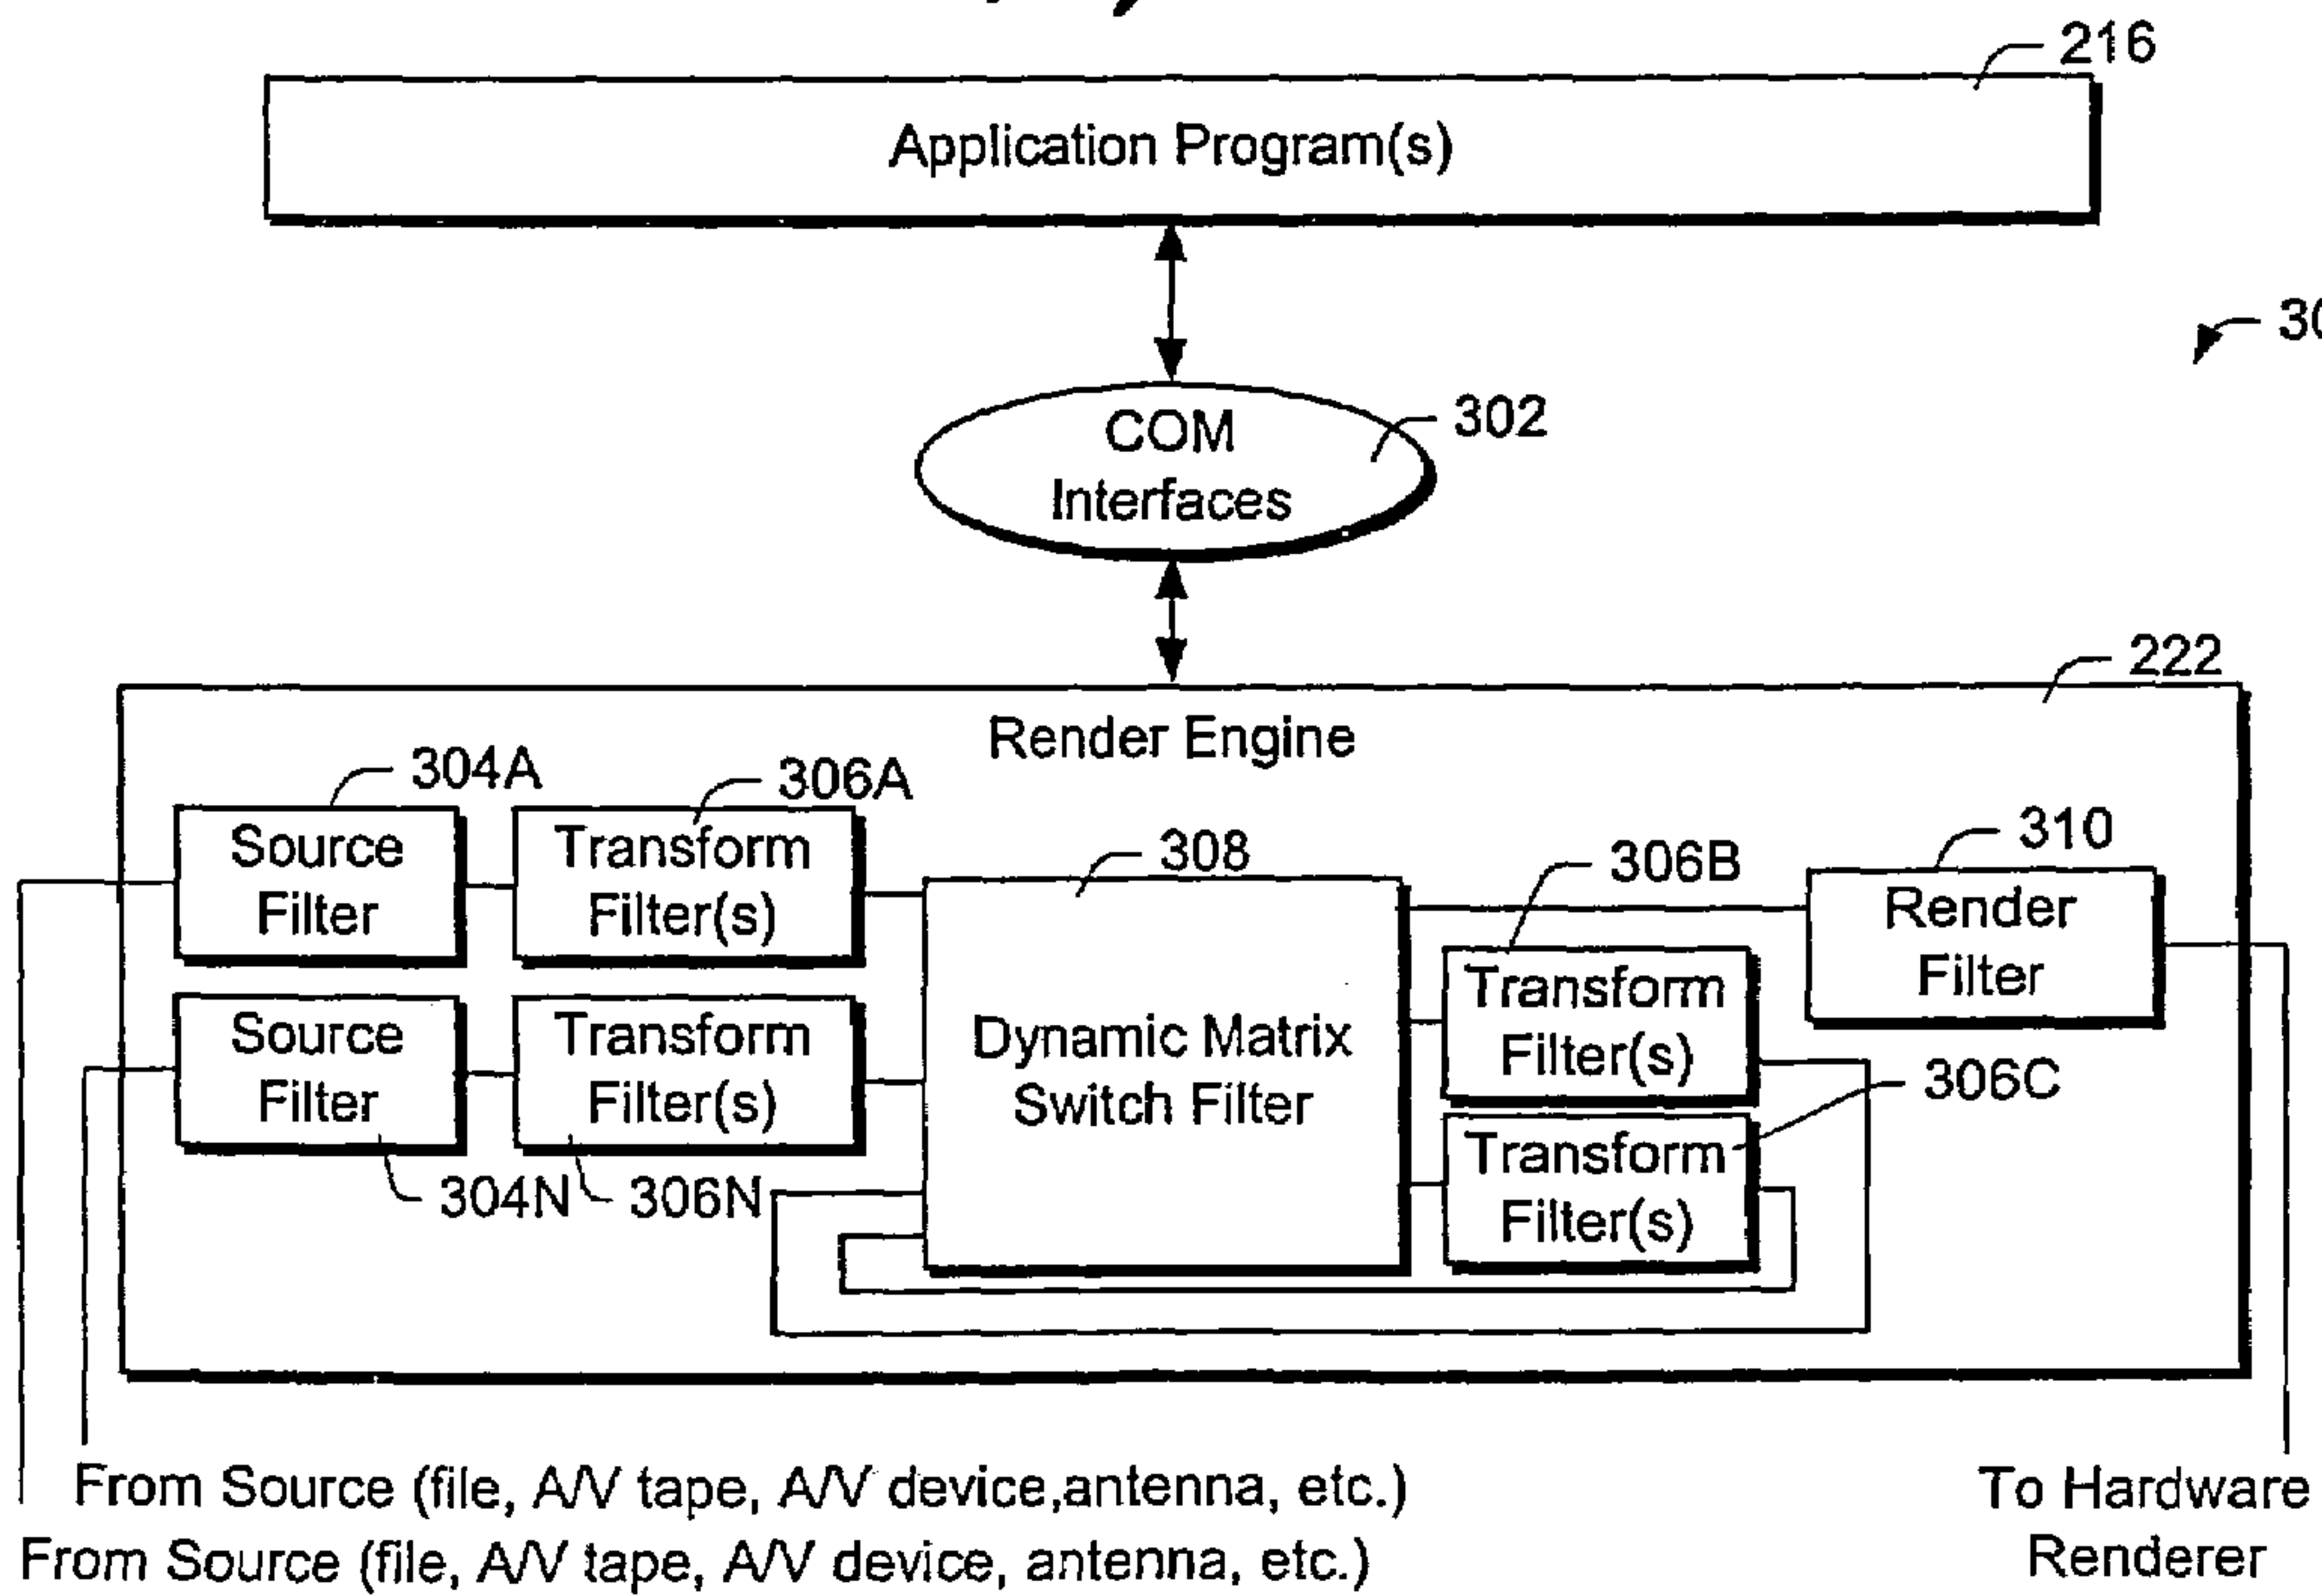 216
Application Program(s)
COM
Interfaces
302
222
Render Engine
304A
306A
308
306B
310
Source
Filter
Transform
Filter(s)
Render
Filter
Transform
Filter(s)
Source
Filter
Transform
Filter(s)
Dynamic Matrix
Switch Filter
306C
Transform
Filter(s)
304N
306N
From Source (file, A/V tape, A/V device,antenna, etc.)
From Source (file, A/V tape, A/V device, antenna, etc.)
To Hardware
Renderer